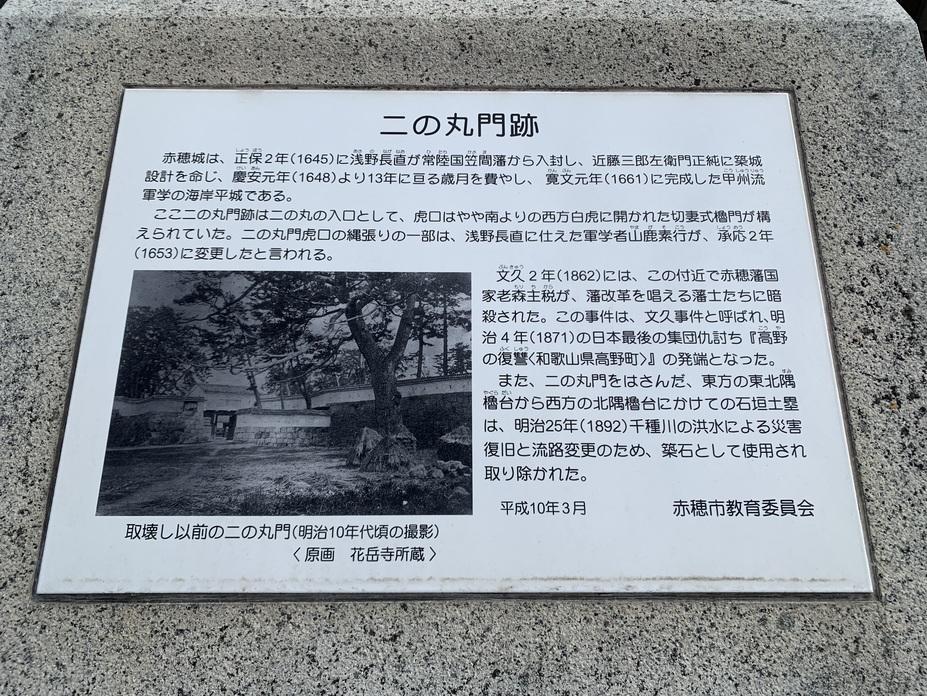 二の丸門跡
赤穂城は、正保2年(1645)に浅野長直が常陸国笠間藩から入封し、近藤三郎左衛門正純に築城
設計を命じ、慶安元年(1648)より13年に亘る歳月を費やし、寛文元年(1661)に完成した甲州流
軍学の海岸平城である。
ここ二の丸門跡は二の丸の入口として、虎口はやや南よりの西方白虎に開かれた切妻式櫓門が構
えられていた。二の丸門虎口の縄張りの一部は、浅野長直に仕えた軍学者山鹿素行が、承応2年
(1653)に変更したと言われる。
文久2年(1862)には、この付近で赤穂藩国
家老森主税が、藩改革を唱える藩士たちに暗
殺された。この事件は、文久事件と呼ばれ、明
治4年(1871)の日本最後の集団仇討ち『高野
の復讐〈和歌山県高野町〉』の発端となった。
また、二の丸門をはさんだ、東方の東北隅
櫓台から西方の北隅櫓台にかけての石垣土塁
は、明治25年(1892)千種川の洪水による災害
復旧と流路変更のため、築石として使用され
取り除かれた。
平成10年3月 赤穂市教育委員会
取壊し以前の二の丸門(明治10年代頃の撮影)
〈原画 花岳寺所蔵〉